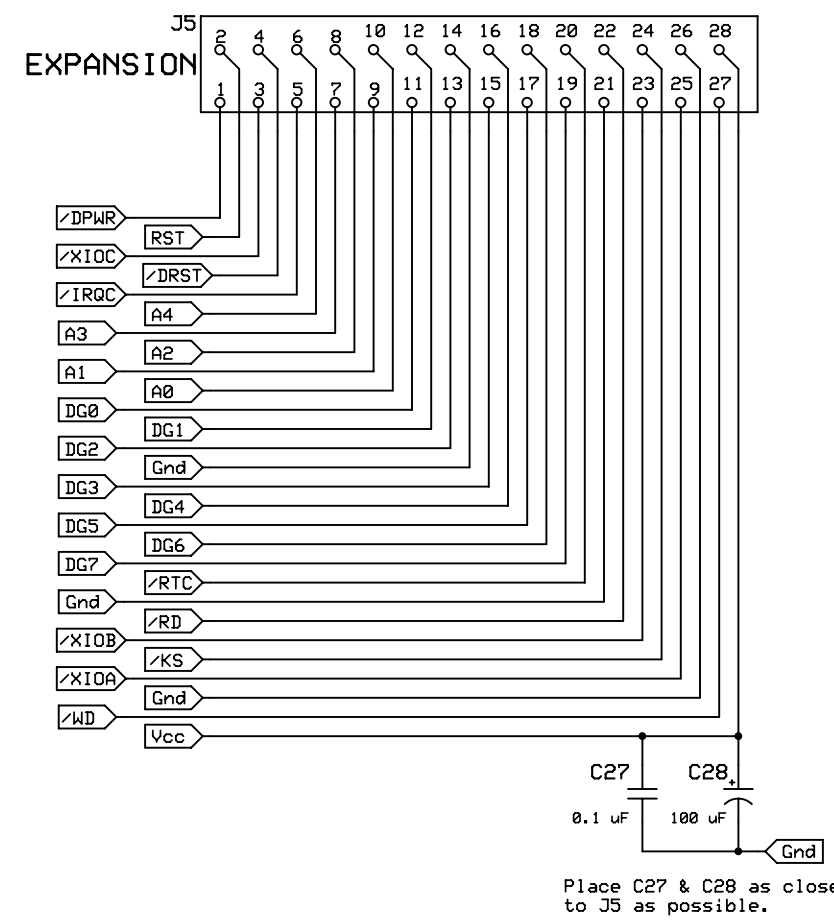 J5
EXPANSION
2 4 6 8 10 12 14 16 18 20 22 24 26 28
1 3 5 7 9 11 13 15 17 19 21 23 25 27
/DPWR
RST
/XIOC
/DRST
/IRQC
A4
A3
A2
A1
A0
DG0
DG1
DG2
Gnd
DG3
DG4
DG5
DG6
DG7
/RTC
Gnd
/RD
/XIOB
/KS
/XIOA
Gnd
/WD
Vcc
C27 C28 +
0.1 uF 100 uF
Gnd
Place C27 & C28 as close
to J5 as possible.